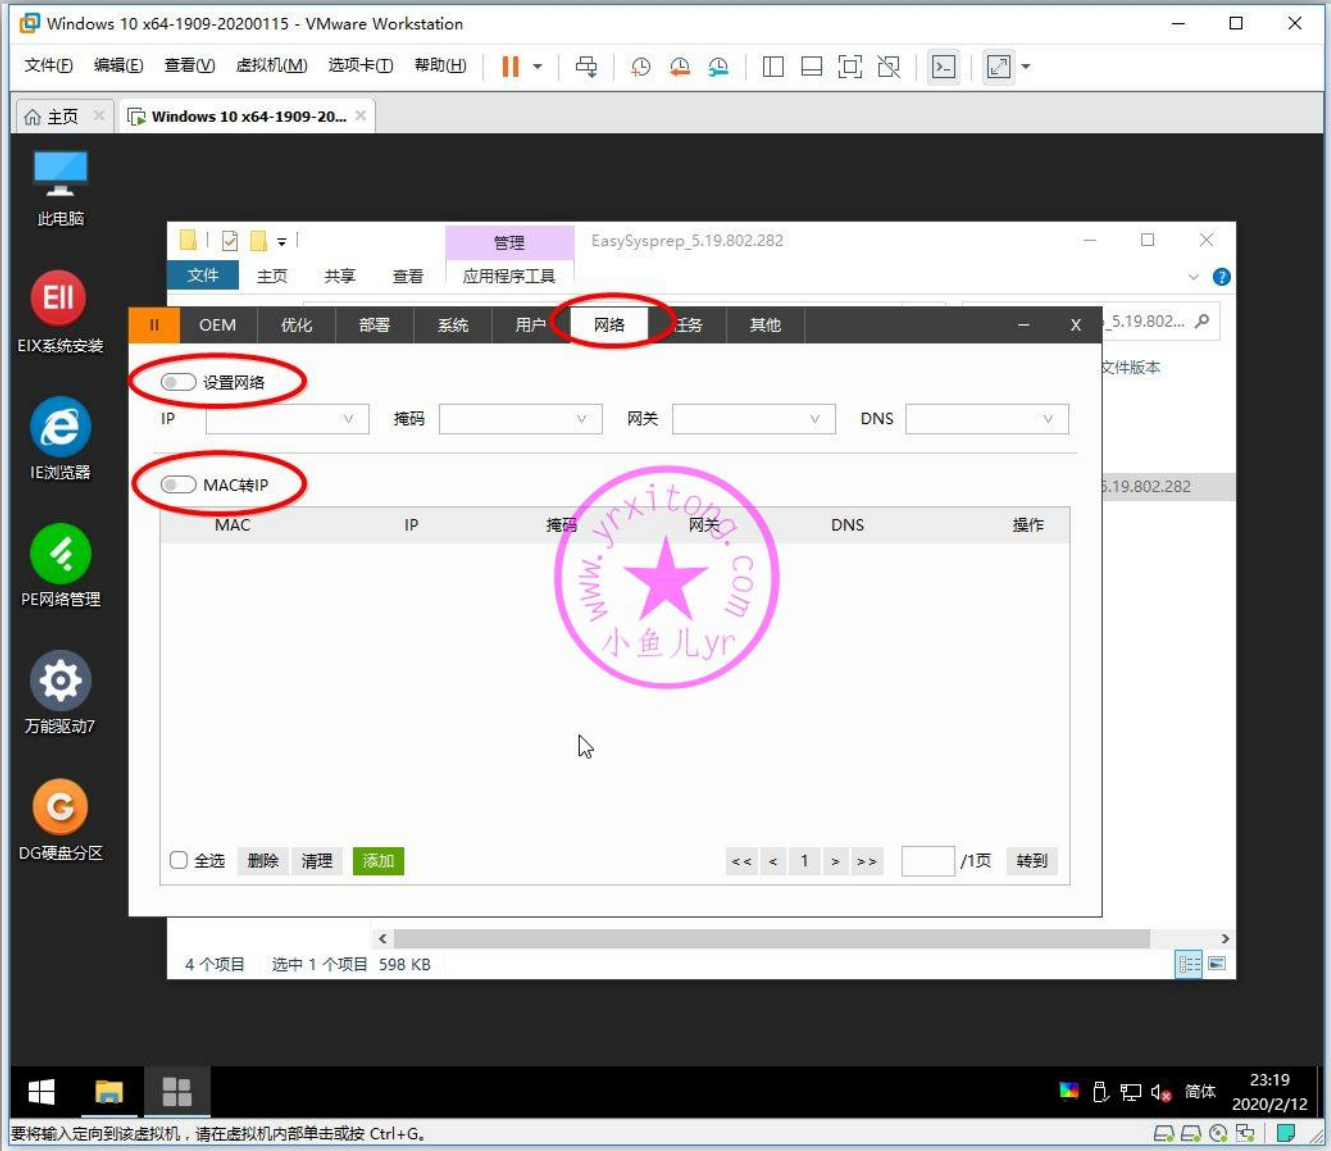 Windows 10 x64-1909-20200115 - VMware Workstation
文件(F) 编辑(E) 查看(V) 虚拟机(M) 选项卡(T) 帮助(H)
主页 Windows 10 x64-1909-20...
此电脑
EII
EIX系统安装
IE浏览器
PE网络管理
万能驱动7
DG硬盘分区
管理 EasySysprep_5.19.802.282
文件 主页 共享 查看 应用程序工具
_5.19.802...
文件版本
5.19.802.282
II OEM 优化 部署 系统 用户 网络 任务 其他 X
设置网络
IP 掩码 网关 DNS
MAC转IP
MAC IP 掩码 网关 DNS 操作
www.yrxitong.com
小鱼儿yr
全选 删除 清理 添加 << < 1 > >> /1页 转到
4 个项目 选中 1 个项目 598 KB
简体 23:19
2020/2/12
要将输入定向到该虚拟机，请在虚拟机内部单击或按 Ctrl+G。